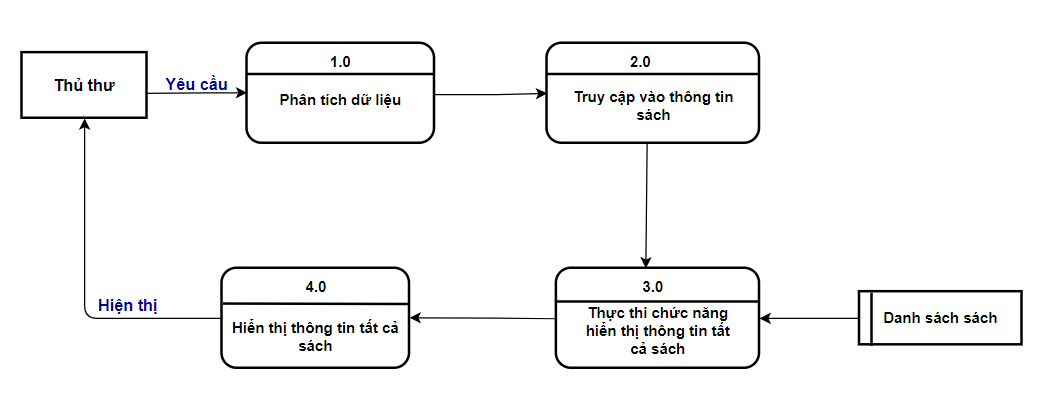 Thủ thư
Yêu cầu
1.0
Phân tích dữ liệu
2.0
Truy cập vào thông tin
sách
Hiện thị
4.0
Hiển thị thông tin tất cả
sách
3.0
Thực thi chức năng
hiển thị thông tin tất
cả sách
Danh sách sách